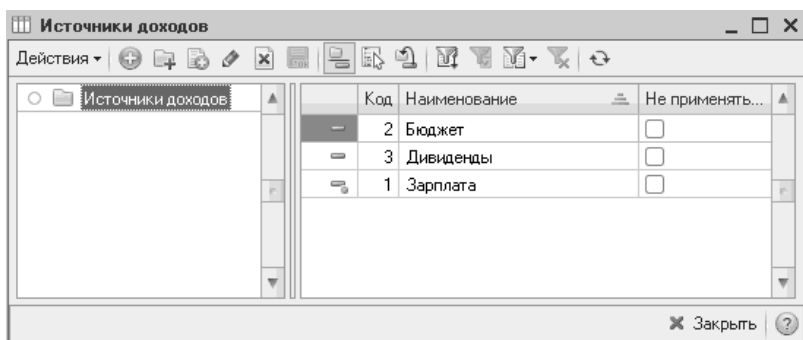 Источники доходов
Действия
Источники доходов
Код Наименование Не применять...
2 Бюджет
3 Дивиденды
1 Зарплата
Закрыть ?